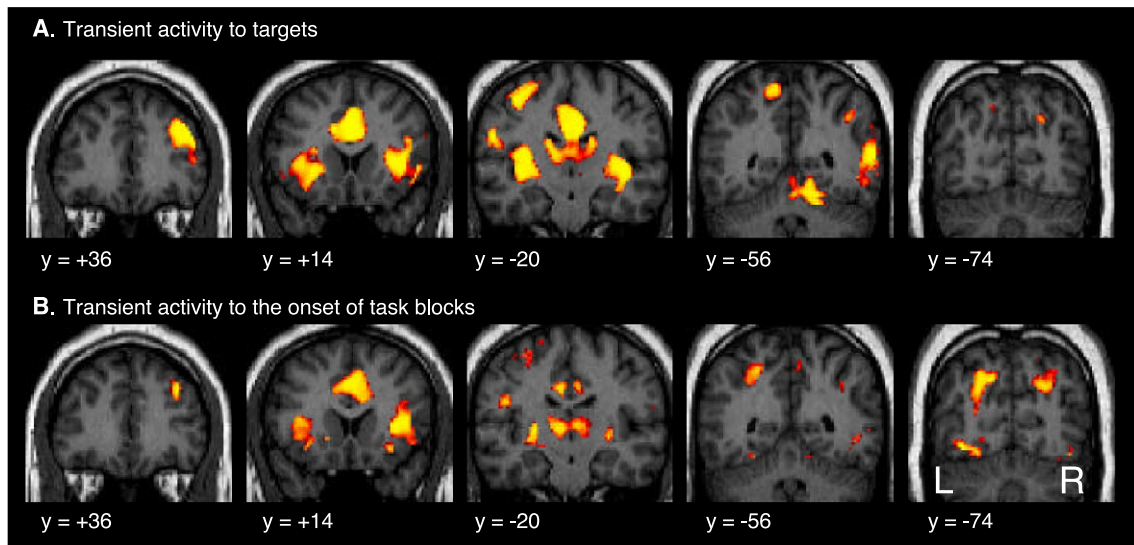 A. Transient activity to targets
y = +36 y = +14 y = -20 y = -56 y = -74
B. Transient activity to the onset of task blocks
L R
y = +36 y = +14 y = -20 y = -56 y = -74